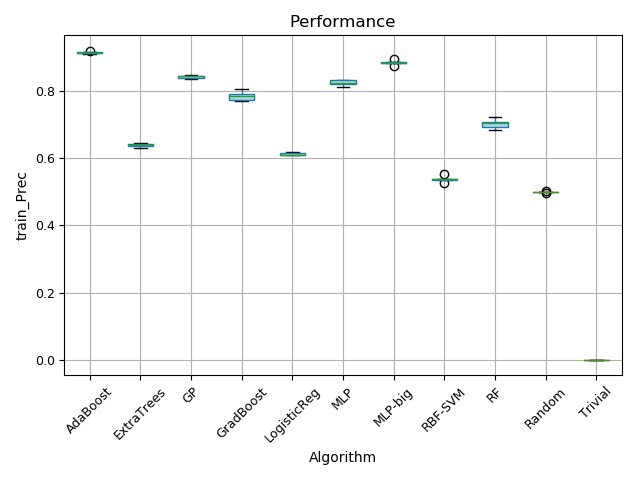 Performance
train_Prec
0.8
0.6
0.4
0.2
0.0
AdaBoost
ExtraTrees
GP
GradBoost
LogisticReg
MLP
MLP-big
RBF-SVM
RF
Random
Trivial
Algorithm